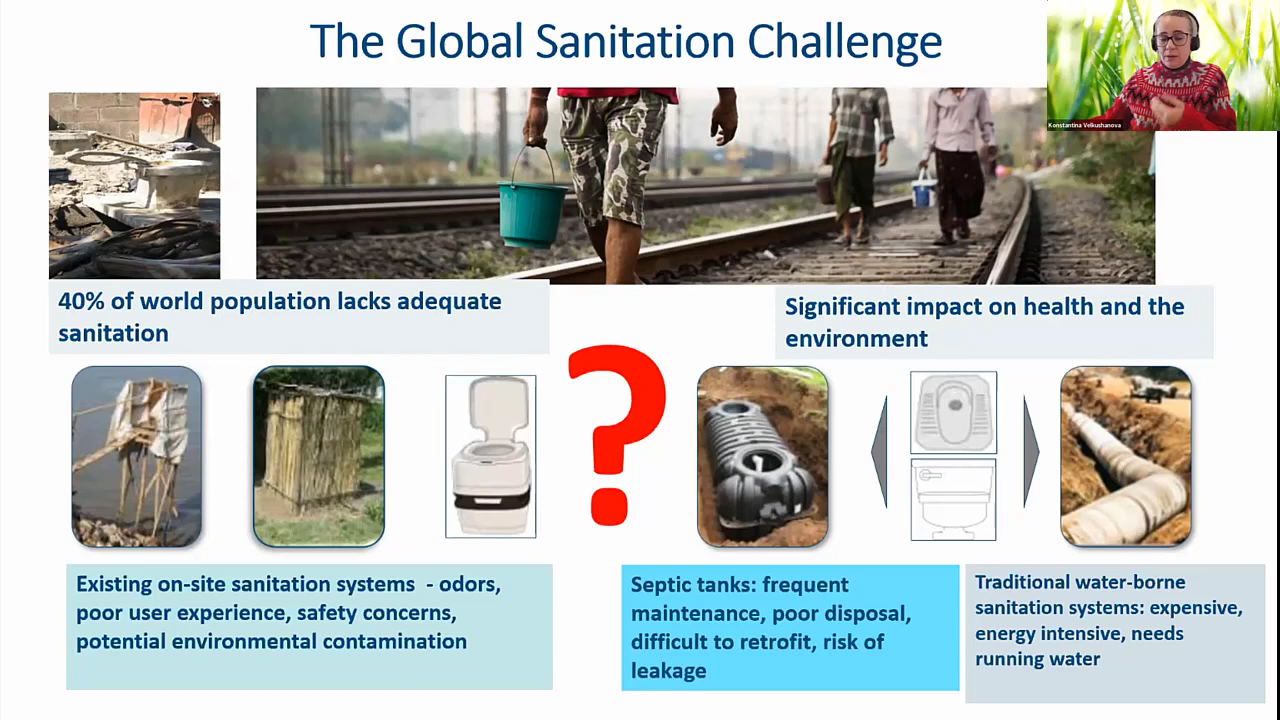 The Global Sanitation Challenge
Konstantina Velkushanova
40% of world population lacks adequate
sanitation
Significant impact on health and the
environment
?
Existing on-site sanitation systems - odors,
poor user experience, safety concerns,
potential environmental contamination
Septic tanks: frequent
maintenance, poor disposal,
difficult to retrofit, risk of
leakage
Traditional water-borne
sanitation systems: expensive,
energy intensive, needs
running water